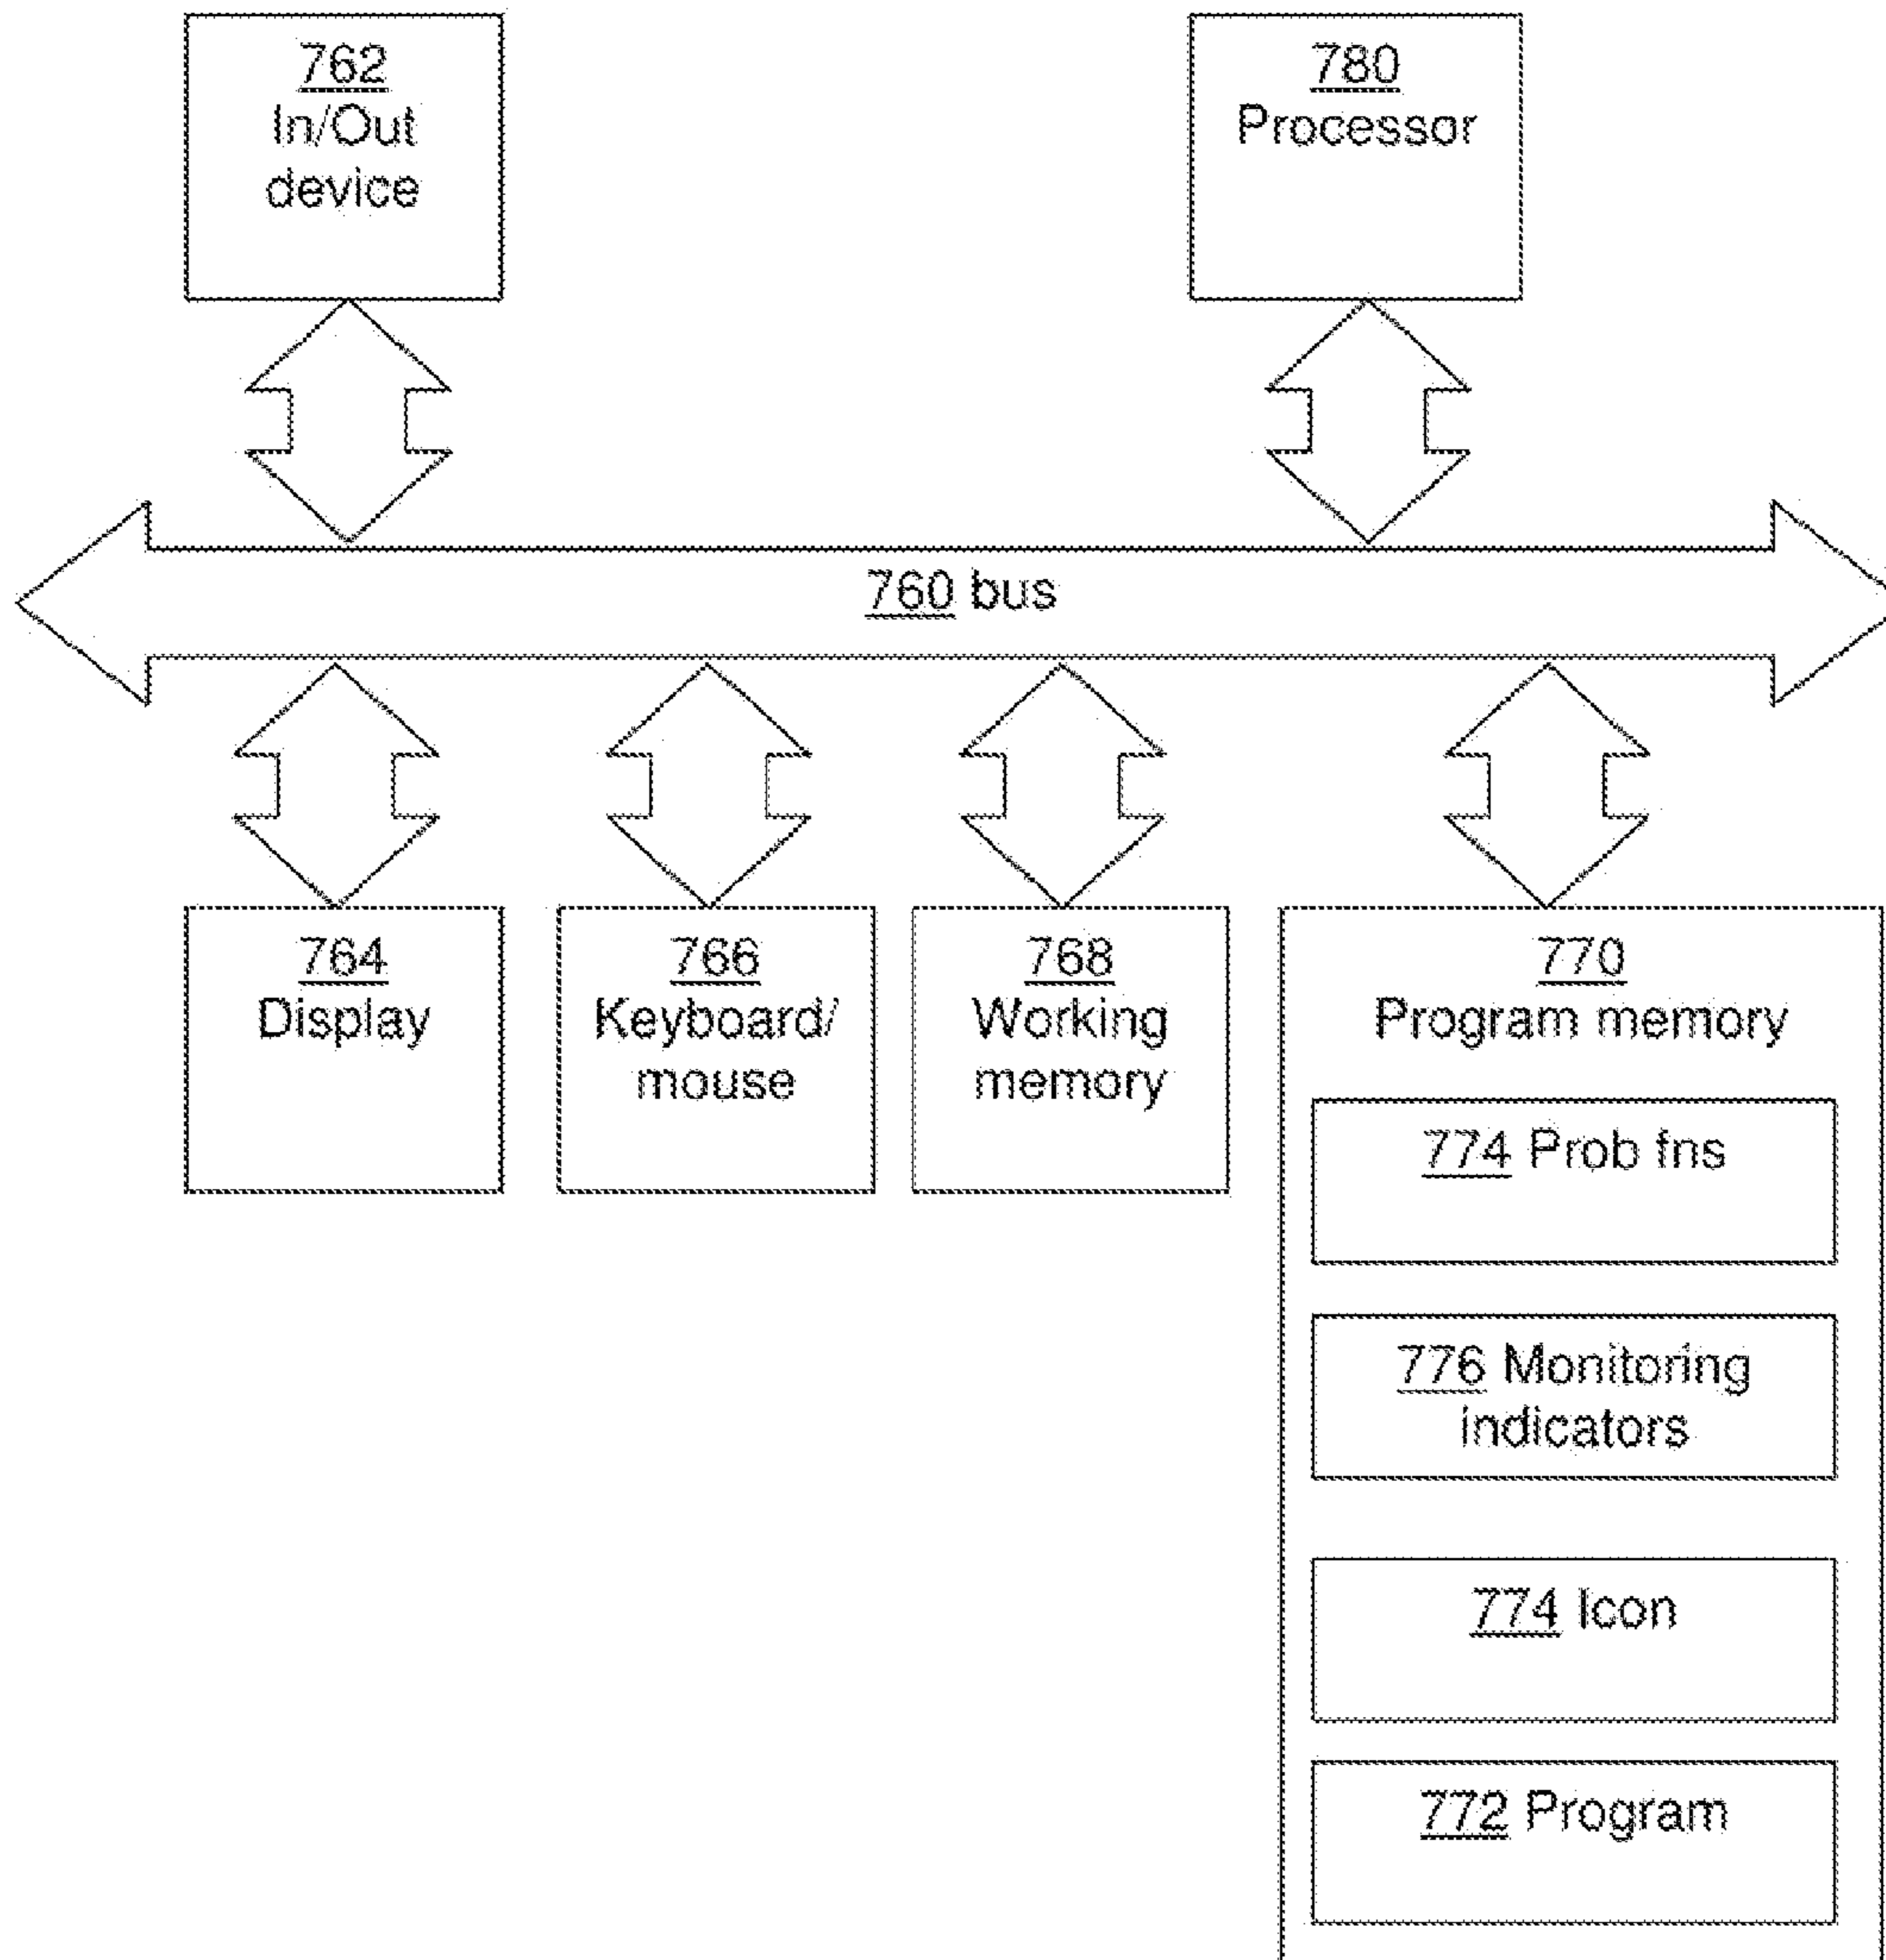 762
In/Out
device
780
Processor
760 bus
764
Display
766
Keyboard/
mouse
768
Working
memory
770
Program memory
774 Prob fns
776 Monitoring
indicators
774 Icon
772 Program